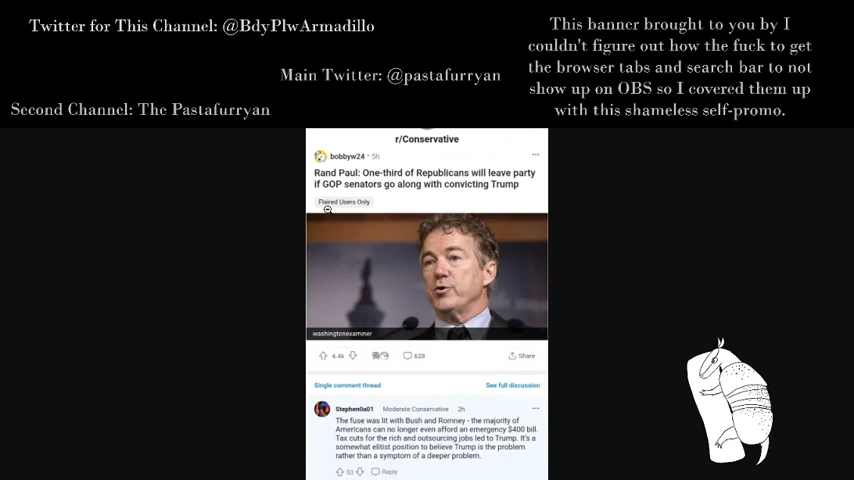 Twitter for This Channel: @BdyPlwArmadillo
Main Twitter: @pastafurryan
Second Channel: The Pastafurryan
This banner brought to you by I
couldn't figure out how the fuck to get
the browser tabs and search bar to not
show up on OBS so I covered them up
with this shameless self-promo.
r/Conservative
bobbyw24 • 5h
Rand Paul: One-third of Republicans will leave party
if GOP senators go along with convicting Trump
Flaired Users Only
washingtonexaminer
4.4k
628
Share
Single comment thread
See full discussion
Stephen0a01 Moderate Conservative 2h
The fuse was lit with Bush and Romney - the majority of
Americans can no longer even afford an emergency $400 bill.
Tax cuts for the rich and outsourcing jobs led to Trump. It's a
somewhat elitist position to believe Trump is the problem
rather than a symptom of a deeper problem.
53
Reply